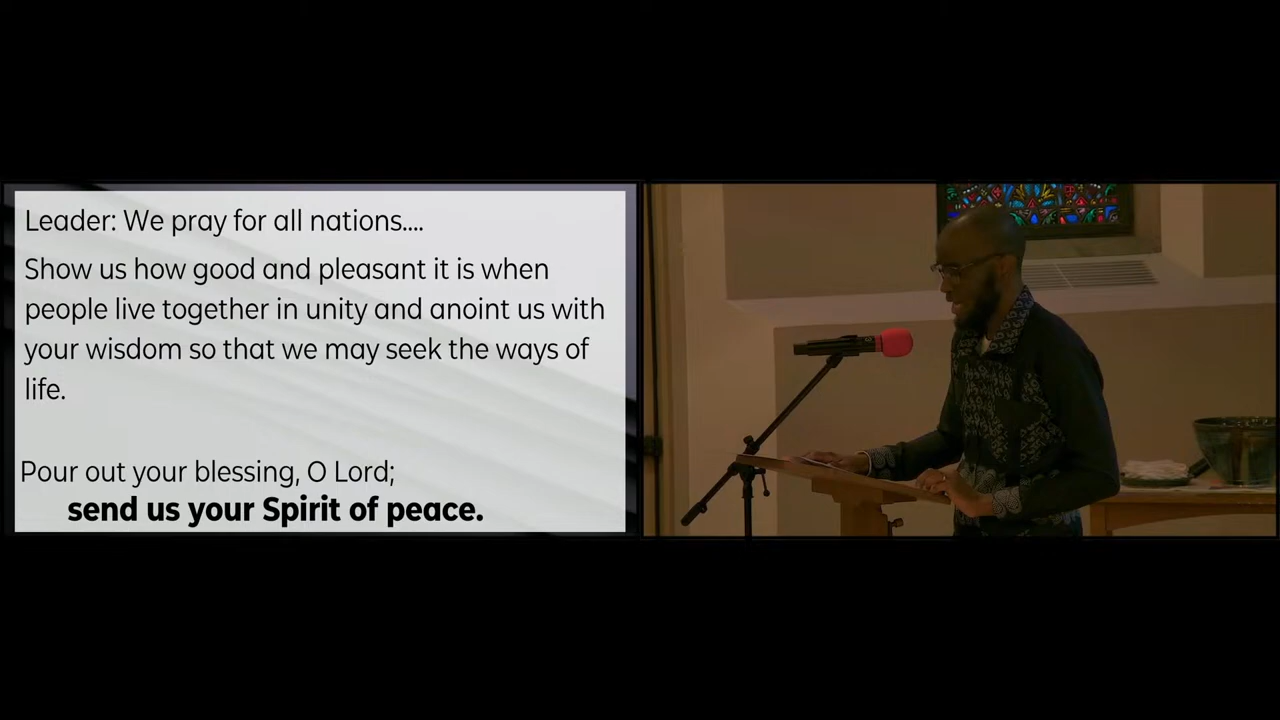 Leader: We pray for all nations....
Show us how good and pleasant it is when
people live together in unity and anoint us with
your wisdom so that we may seek the ways of
life.
Pour out your blessing, O Lord;
send us your Spirit of peace.